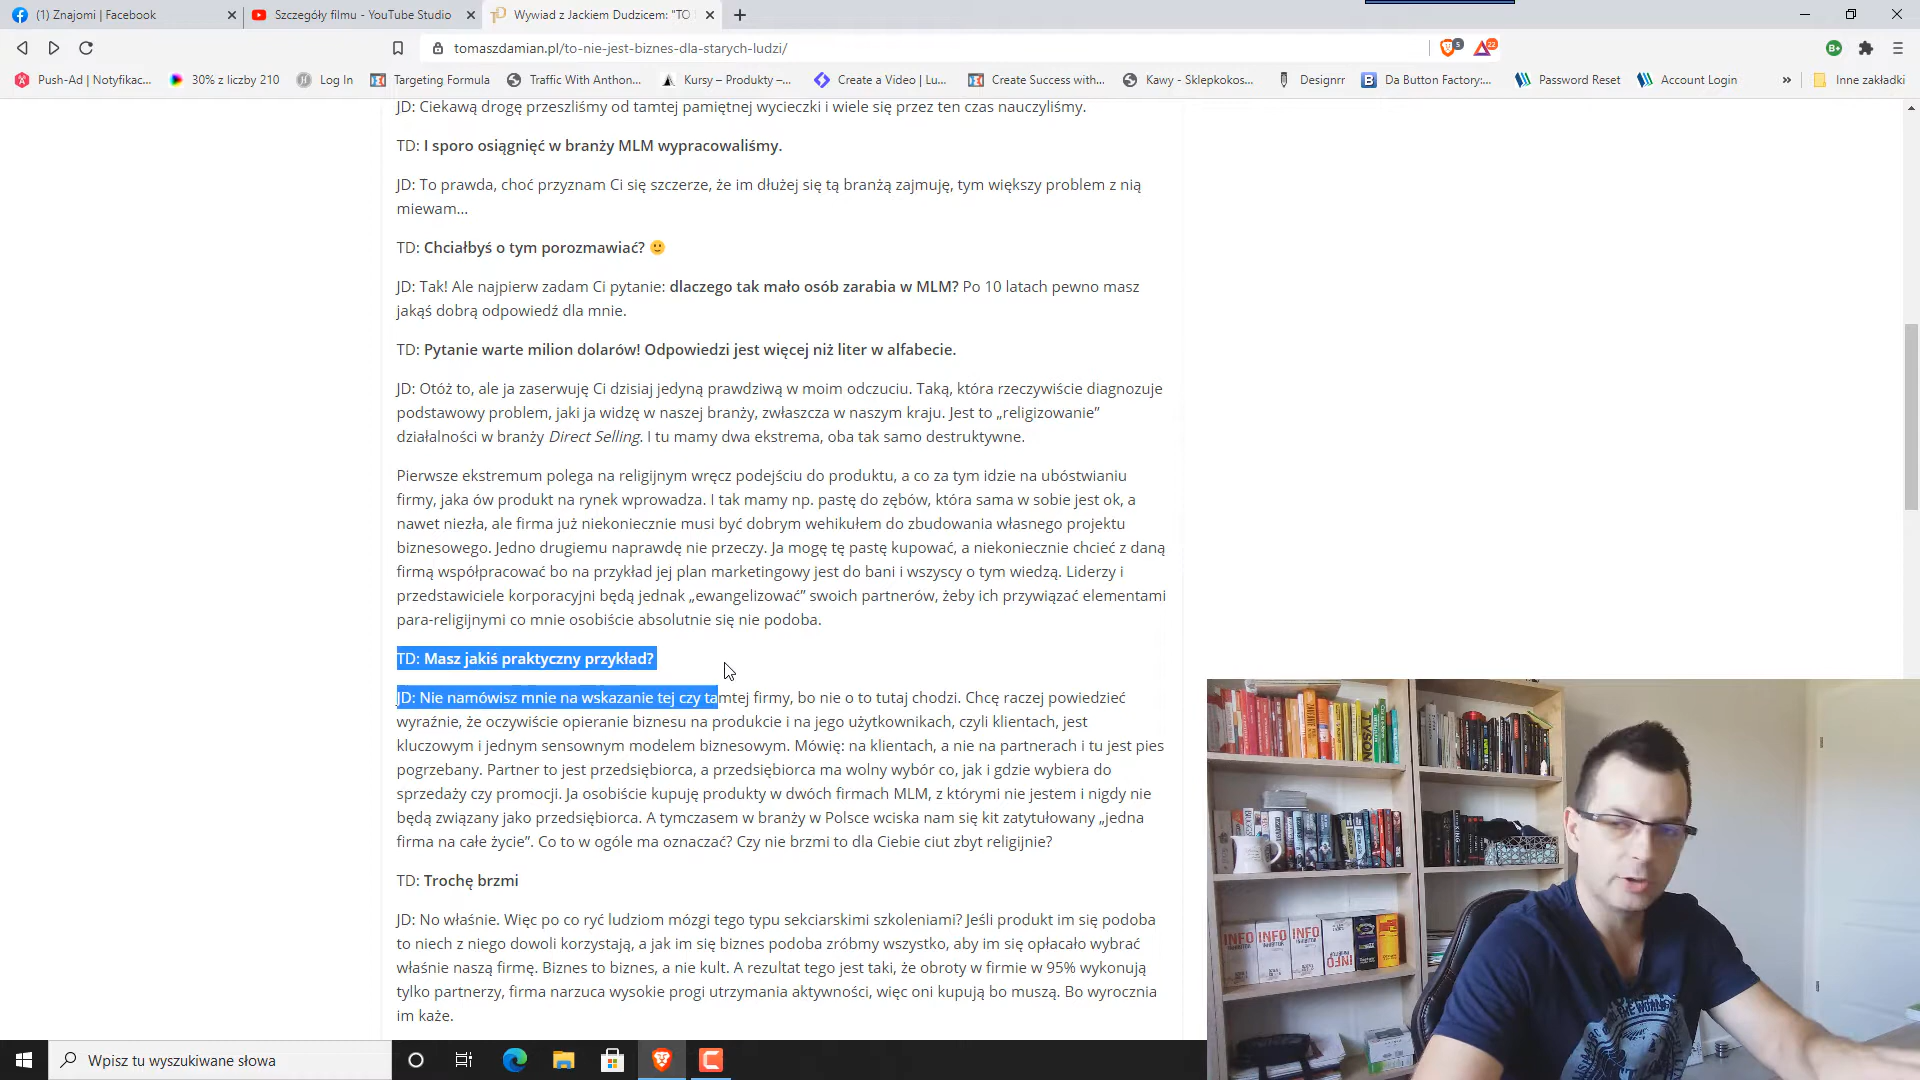 (1) Znajomi | Facebook
Szczegóły filmu - YouTube Studio
Wywiad z Jackiem Dudzicem: "TO
tomaszdamian.pl/to-nie-jest-biznes-dla-starych-ludzi/
5
22
B+
Push-Ad | Notyfikac...
30% z liczby 210
Log In
Targeting Formula
Traffic With Anthon...
Kursy – Produkty –...
Create a Video | Lu...
Create Success with...
Kawy - Sklepkokos...
Designrr
Da Button Factory:...
Password Reset
Account Login
»
Inne zakładki
JD: Ciekawą drogę przeszliśmy od tamtej pamiętnej wycieczki i wiele się przez ten czas nauczyliśmy.
TD: I sporo osiągnięć w branży MLM wypracowaliśmy.
JD: To prawda, choć przyznam Ci się szczerze, że im dłużej się tą branżą zajmuję, tym większy problem z nią
miewam...
TD: Chciałbyś o tym porozmawiać? 🙂
JD: Tak! Ale najpierw zadam Ci pytanie: dlaczego tak mało osób zarabia w MLM? Po 10 latach pewno masz
jakąś dobrą odpowiedź dla mnie.
TD: Pytanie warte milion dolarów! Odpowiedzi jest więcej niż liter w alfabecie.
JD: Otóż to, ale ja zaserwuję Ci dzisiaj jedyną prawdziwą w moim odczuciu. Taką, która rzeczywiście diagnozuje
podstawowy problem, jaki ja widzę w naszej branży, zwłaszcza w naszym kraju. Jest to „religizowanie”
działalności w branży Direct Selling. I tu mamy dwa ekstrema, oba tak samo destruktywne.
Pierwsze ekstremum polega na religijnym wręcz podejściu do produktu, a co za tym idzie na ubóstwianiu
firmy, jaka ów produkt na rynek wprowadza. I tak mamy np. pastę do zębów, która sama w sobie jest ok, a
nawet niezła, ale firma już niekoniecznie musi być dobrym wehikułem do zbudowania własnego projektu
biznesowego. Jedno drugiemu naprawdę nie przeczy. Ja mogę tę pastę kupować, a niekoniecznie chcieć z daną
firmą współpracować bo na przykład jej plan marketingowy jest do bani i wszyscy o tym wiedzą. Liderzy i
przedstawiciele korporacyjni będą jednak „ewangelizować” swoich partnerów, żeby ich przywiązać elementami
para-religijnymi co mnie osobiście absolutnie się nie podoba.
TD: Masz jakiś praktyczny przykład?
JD: Nie namówisz mnie na wskazanie tej czy tamtej firmy, bo nie o to tutaj chodzi. Chcę raczej powiedzieć
wyraźnie, że oczywiście opieranie biznesu na produkcie i na jego użytkownikach, czyli klientach, jest
kluczowym i jednym sensownym modelem biznesowym. Mówię: na klientach, a nie na partnerach i tu jest pies
pogrzebany. Partner to jest przedsiębiorca, a przedsiębiorca ma wolny wybór co, jak i gdzie wybiera do
sprzedaży czy promocji. Ja osobiście kupuję produkty w dwóch firmach MLM, z którymi nie jestem i nigdy nie
będą związany jako przedsiębiorca. A tymczasem w branży w Polsce wciska nam się kit zatytułowany „jedna
firma na całe życie”. Co to w ogóle ma oznaczać? Czy nie brzmi to dla Ciebie ciut zbyt religijnie?
TD: Trochę brzmi
JD: No właśnie. Więc po co ryć ludziom mózgi tego typu sekciarskimi szkoleniami? Jeśli produkt im się podoba
to niech z niego dowoli korzystają, a jak im się biznes podoba zróbmy wszystko, aby im się opłacało wybrać
właśnie naszą firmę. Biznes to biznes, a nie kult. A rezultat tego jest taki, że obroty w firmie w 95% wykonują
tylko partnerzy, firma narzuca wysokie progi utrzymania aktywności, więc oni kupują bo muszą. Bo wyrocznia
im każe.
TYSON
INFO
INFO
INFO
INFO
Wpisz tu wyszukiwane słowa